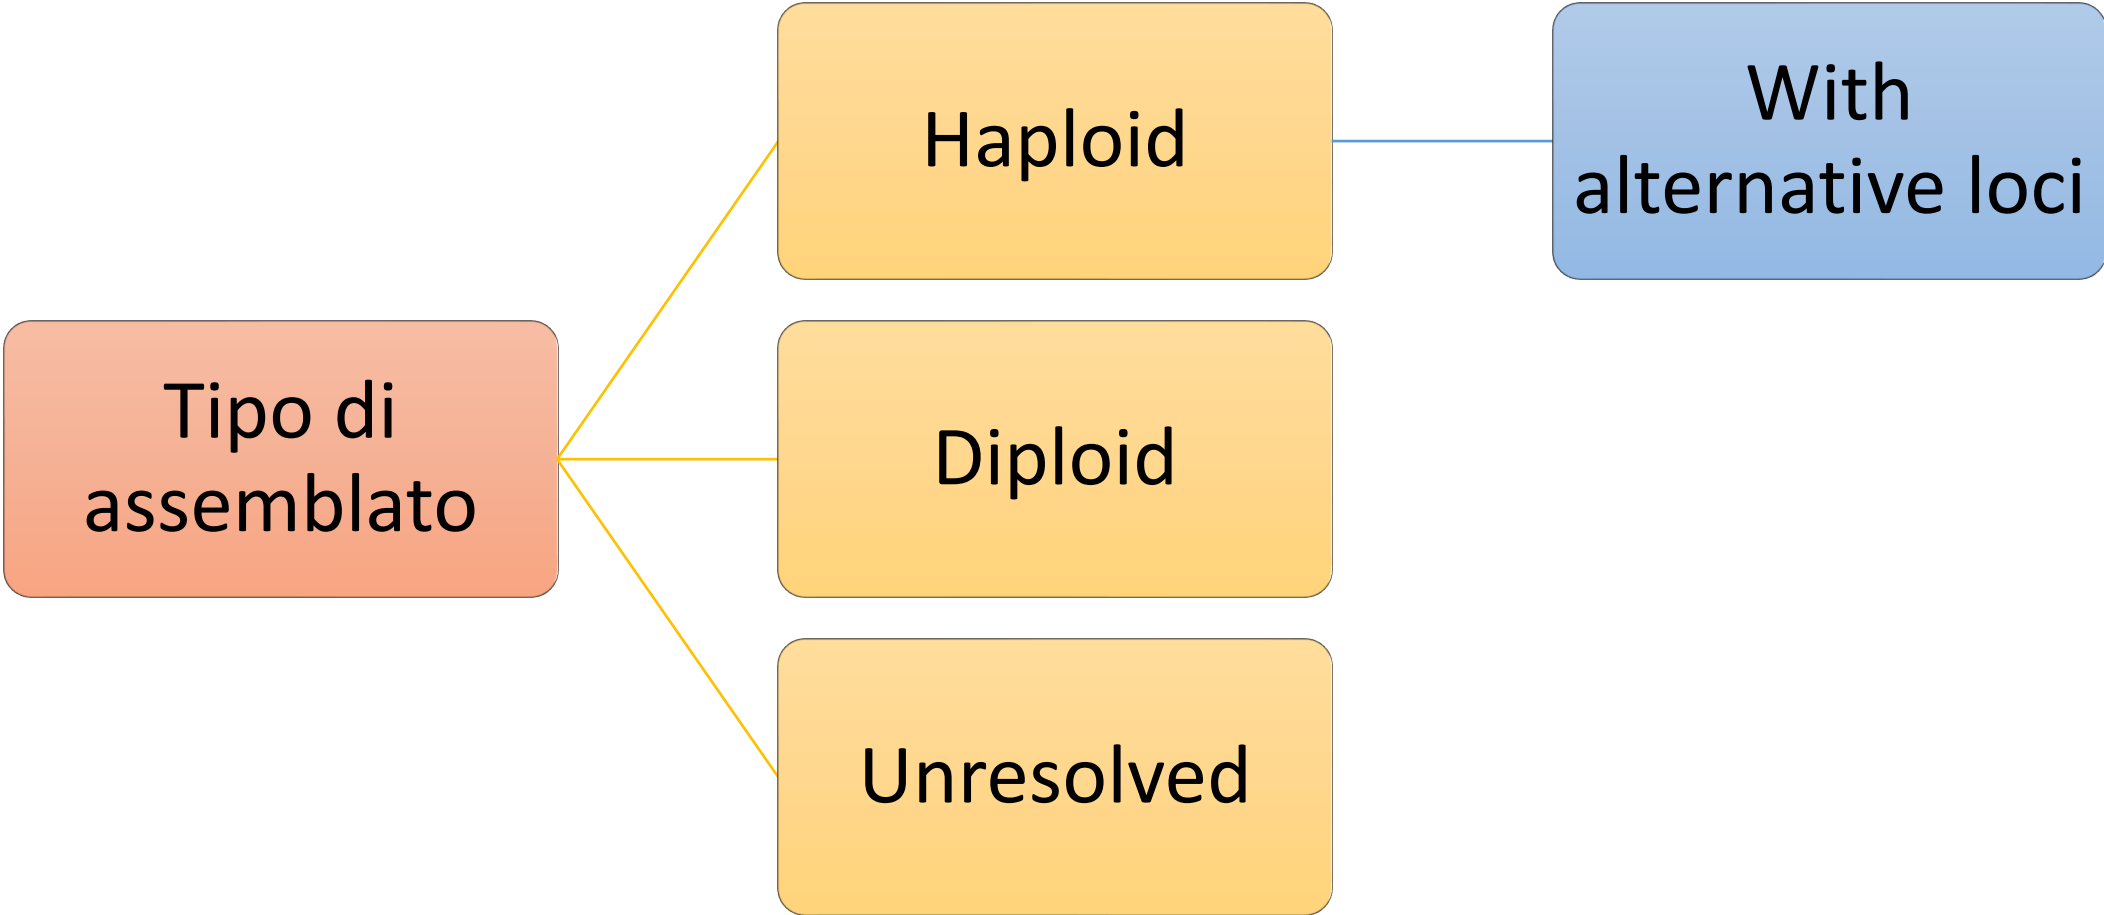 Tipo di
assemblato
Haploid
With
alternative loci
Diploid
Unresolved